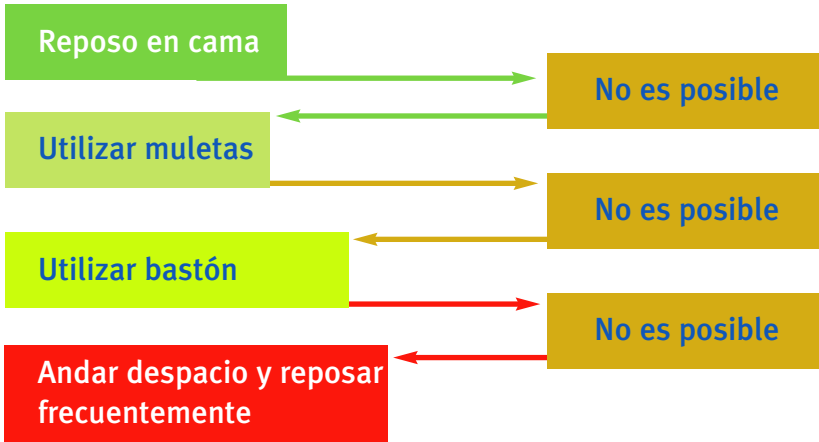 Reposo en cama
No es posible
Utilizar muletas
No es posible
Utilizar bastón
No es posible
Andar despacio y reposar
frecuentemente